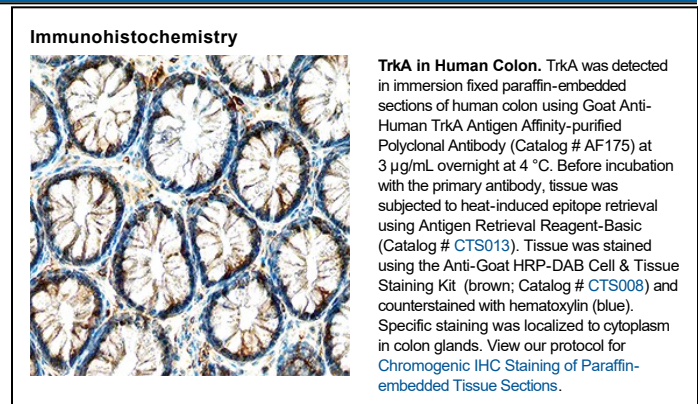 Immunohistochemistry
TrkA in Human Colon. TrkA was detected
in immersion fixed paraffin-embedded
sections of human colon using Goat Anti-
Human TrkA Antigen Affinity-purified
Polyclonal Antibody (Catalog # AF175) at
3 µg/mL overnight at 4 °C. Before incubation
with the primary antibody, tissue was
subjected to heat-induced epitope retrieval
using Antigen Retrieval Reagent-Basic
(Catalog # CTS013). Tissue was stained
using the Anti-Goat HRP-DAB Cell & Tissue
Staining Kit (brown; Catalog # CTS008) and
counterstained with hematoxylin (blue).
Specific staining was localized to cytoplasm
in colon glands. View our protocol for
Chromogenic IHC Staining of Paraffin-
embedded Tissue Sections.